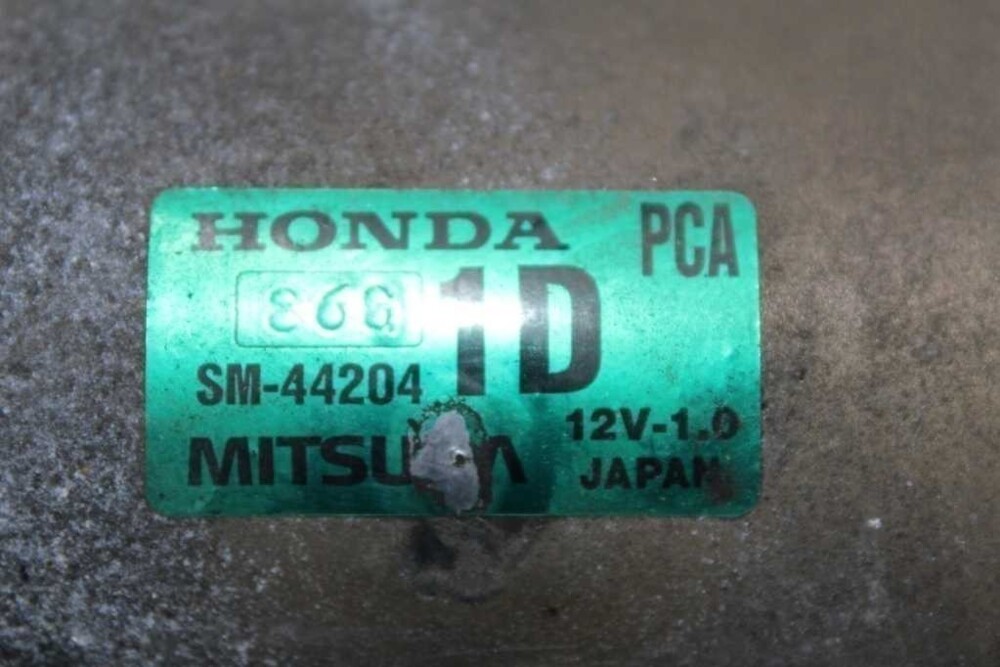 HONDA PCA
1D
SM-44204
12V-1.0
JAPAN